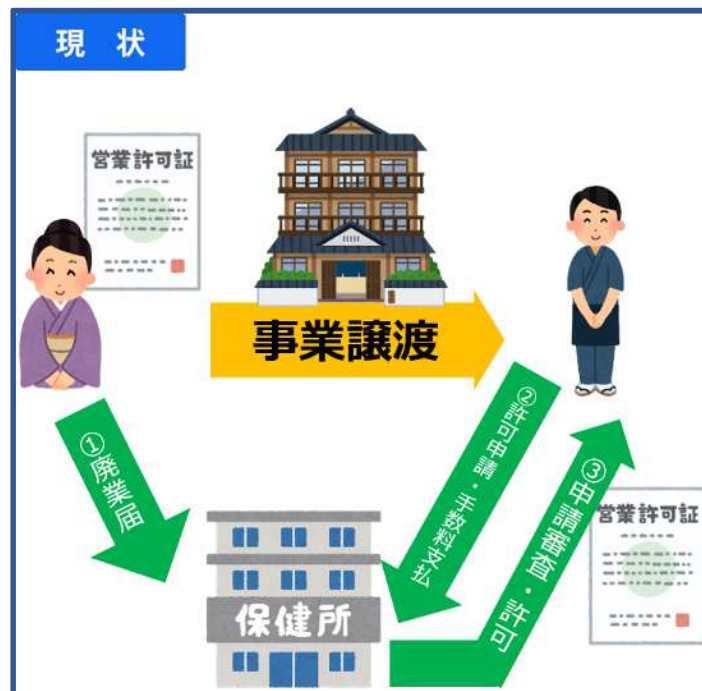 現 状
営業許可証
事業譲渡
①廃業届
②許可申請・手数料支払
③申請審査・許可
営業許可証
保健所